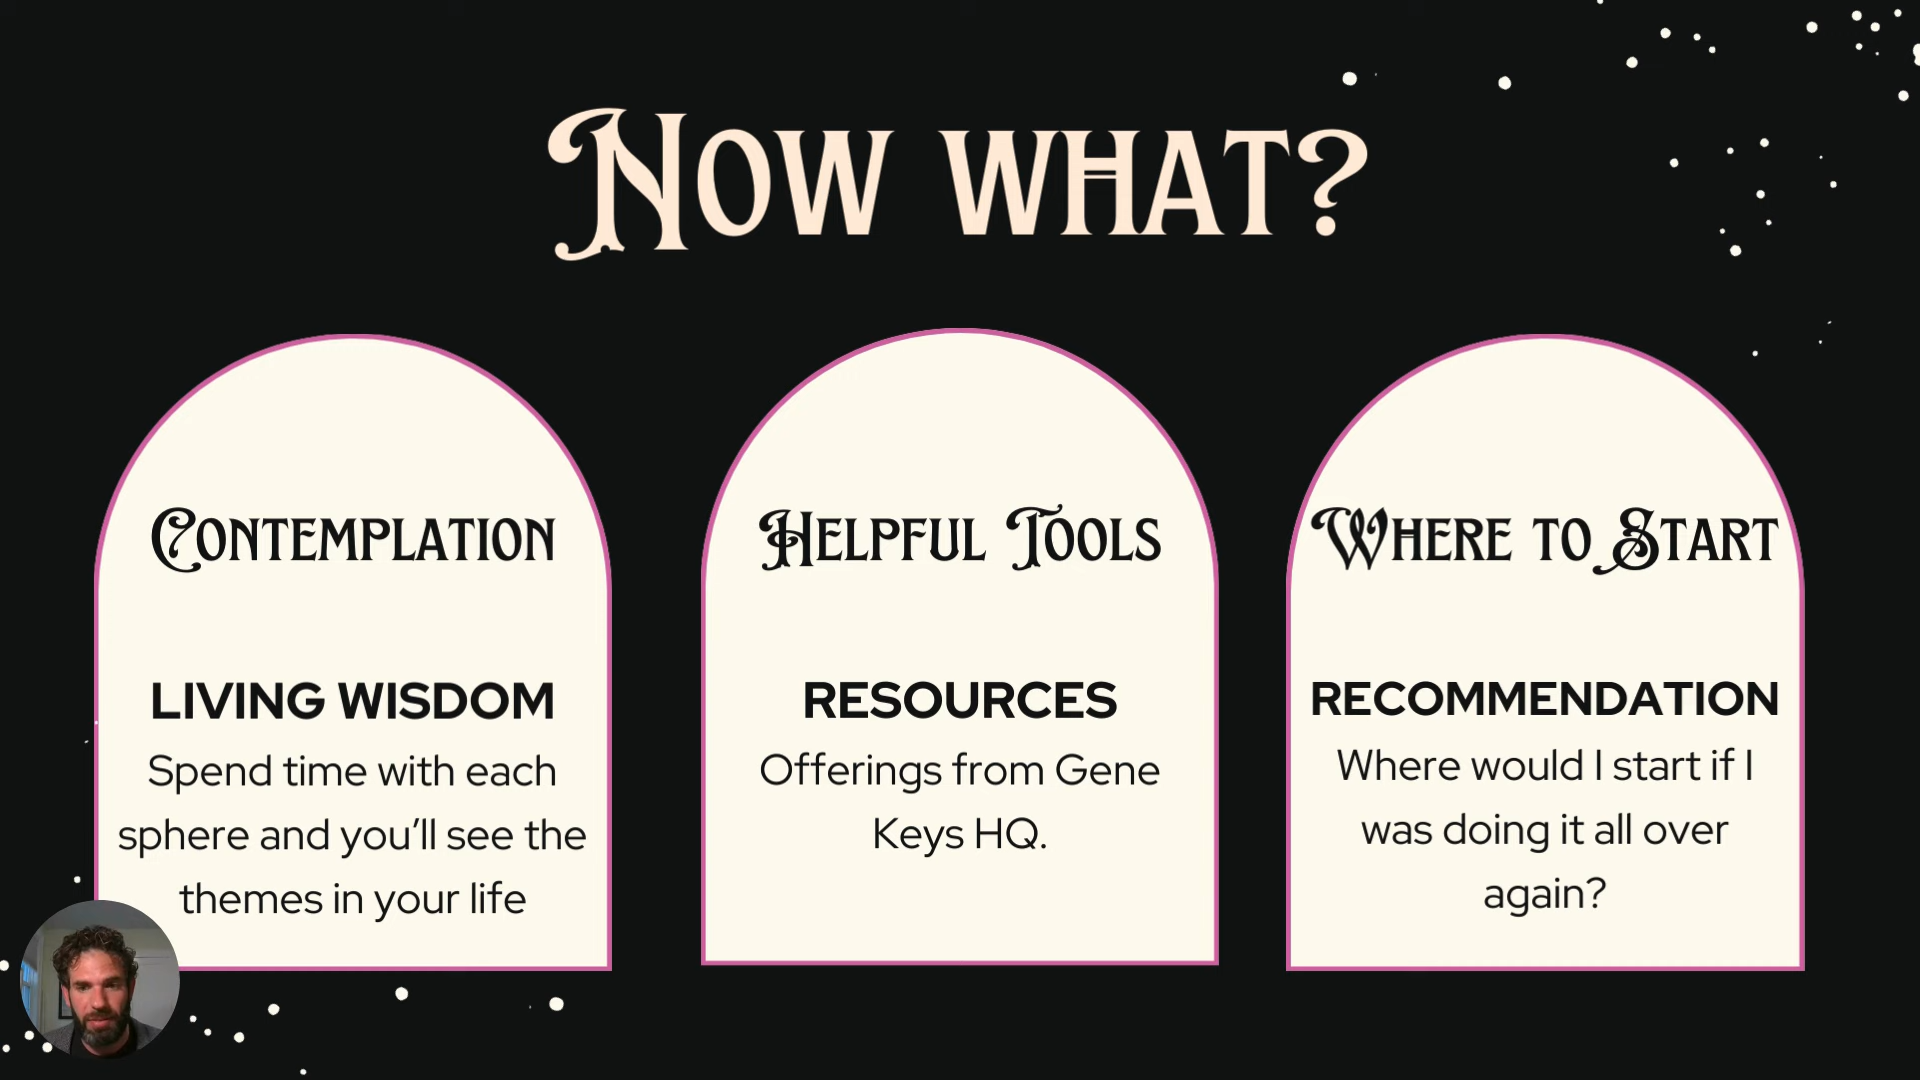 Now what?
Contemplation
LIVING WISDOM
Spend time with each
sphere and you’ll see the
themes in your life
Helpful Tools
RESOURCES
Offerings from Gene
Keys HQ.
Where to Start
RECOMMENDATION
Where would I start if I
was doing it all over
again?